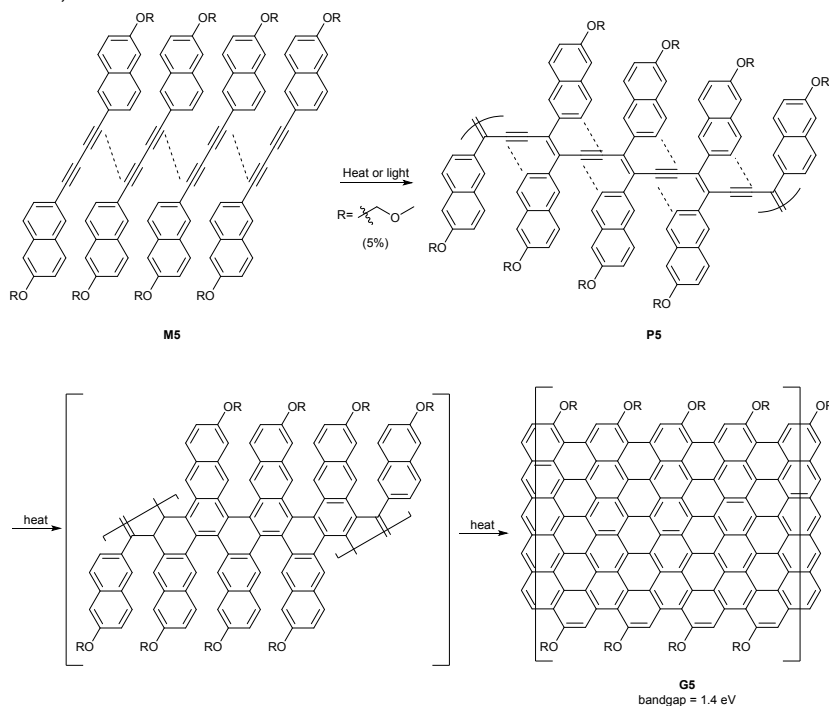 OR OR OR OR
OR
OR
OR
OR
Heat or light
R= O
(5%)
RO
RO
RO
RO
RO RO RO RO
M5
P5
OR OR OR OR
OR OR OR OR OR
heat
heat
RO RO RO RO
RO RO RO RO
G5
bandgap = 1.4 eV